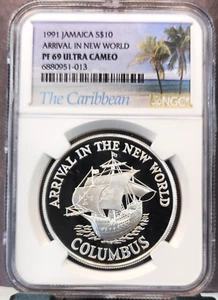 1991 JAMAICA S$10
ARRIVAL IN NEW WORLD
PF 69 ULTRA CAMEO
6880951-013
The Caribbean
NGC
ARRIVAL IN THE NEW WORLD
COLUMBUS